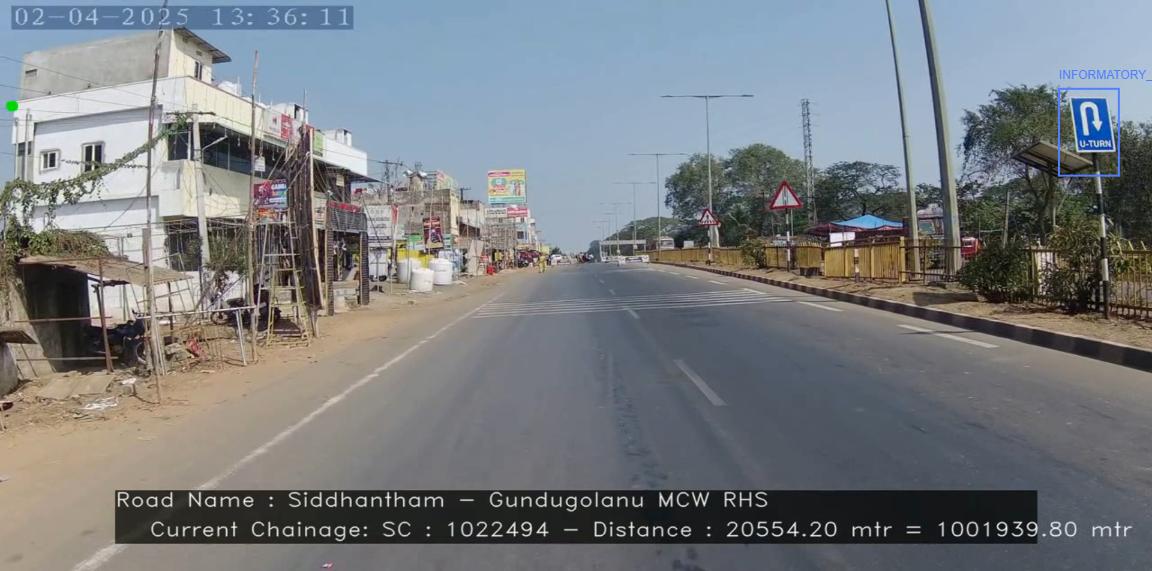 02-04-2025 13:36:11
INFORMATORY_
U-TURN
Road Name : Siddhantham - Gundugolanu MCW RHS
Current Chainage: SC : 1022494 - Distance : 20554.20 mtr = 1001939.80 mtr